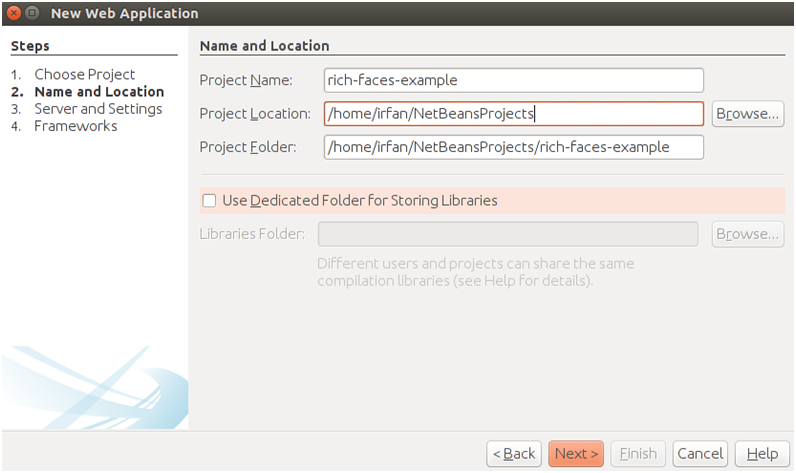 New Web Application
Steps
1. Choose Project
2. Name and Location
3. Server and Settings
4. Frameworks
Name and Location
Project Name: rich-faces-example
Project Location: /home/irfan/NetBeansProjects Browse...
Project Folder: /home/irfan/NetBeansProjects/rich-faces-example
Use Dedicated Folder for Storing Libraries
Libraries Folder: Browse...
Different users and projects can share the same
compilation libraries (see Help for details).
< Back Next > Finish Cancel Help